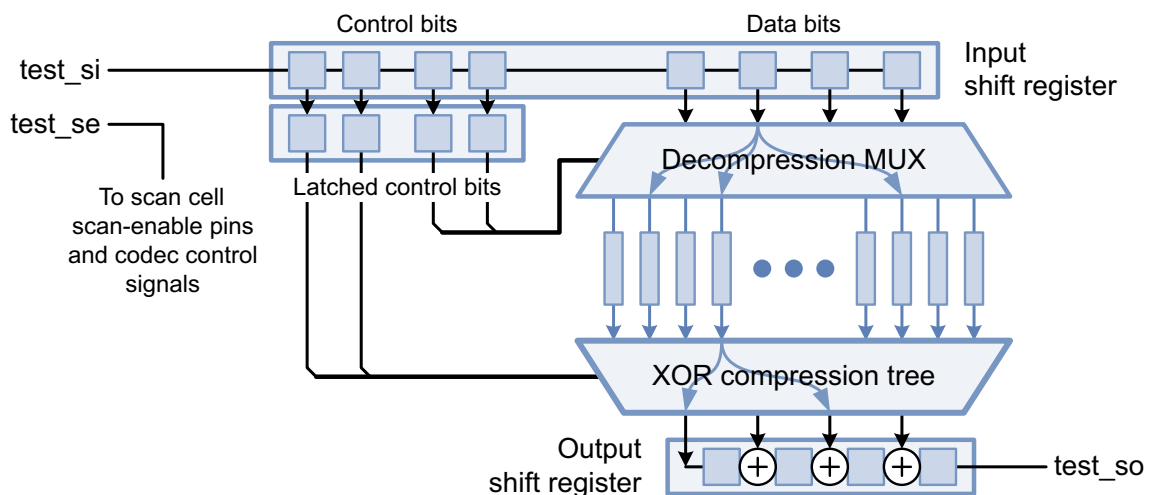 Control bits
Data bits
test_si
Input
shift register
test_se
Decompression MUX
Latched control bits
To scan cell
scan-enable pins
and codec control
signals
XOR compression tree
Output
shift register
test_so